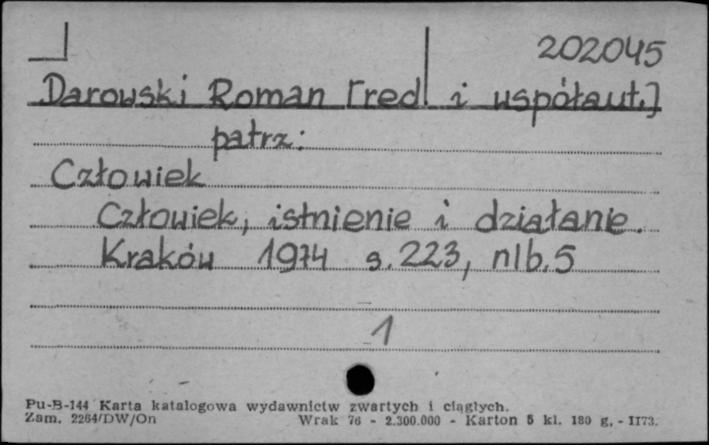 202045
Darowski Roman [red. i współaut.]
patrz:
Człowiek
Człowiek, istnienie i działanie.
Kraków 1974 s. 223, nlb. 5
1
Pu-B-144 Karta katalogowa wydawnictw zwartych i ciągłych.
Zam. 2264/DW/On Wrak 76 - 2.300.000 - Karton 5 kl. 180 g. - II73.